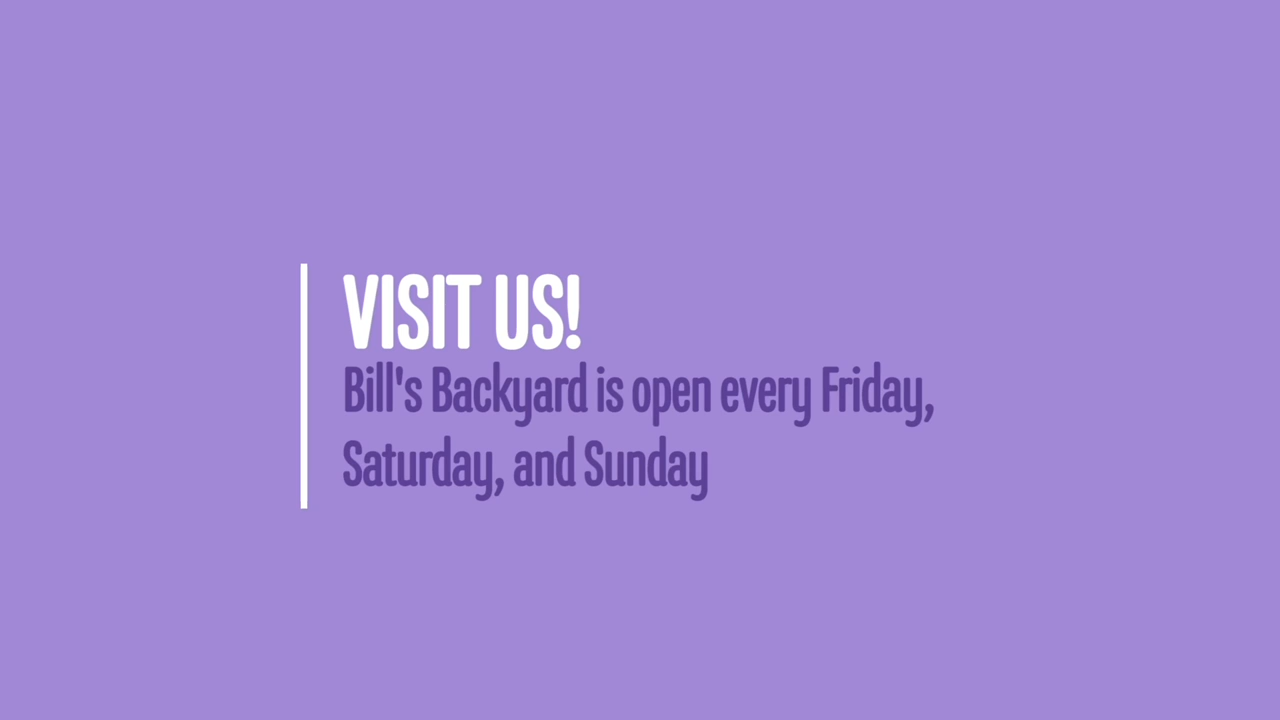 VISIT US!
Bill's Backyard is open every Friday,
Saturday, and Sunday